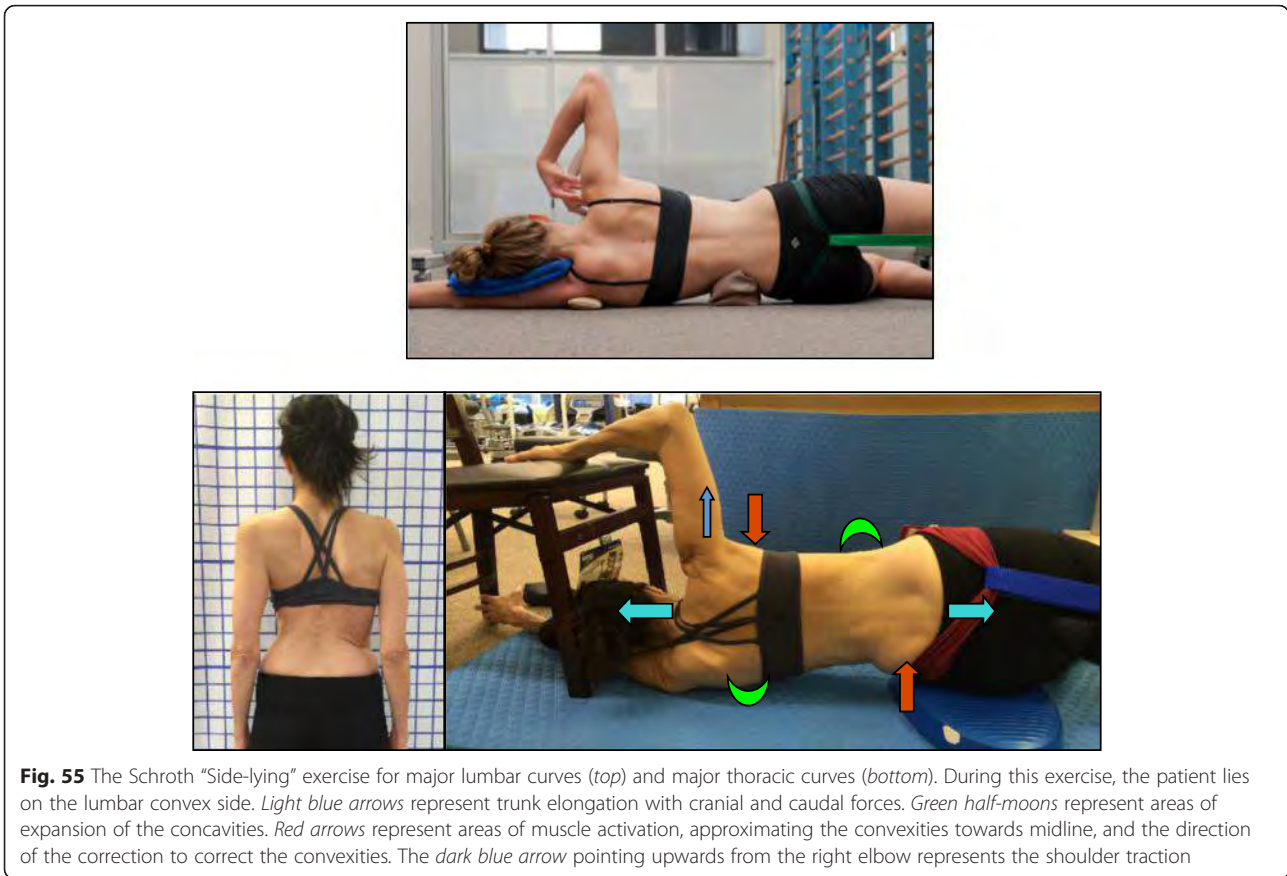 Fig. 55 The Schroth "Side-lying" exercise for major lumbar curves (top) and major thoracic curves (bottom). During this exercise, the patient lies
on the lumbar convex side. Light blue arrows represent trunk elongation with cranial and caudal forces. Green half-moons represent areas of
expansion of the concavities. Red arrows represent areas of muscle activation, approximating the convexities towards midline, and the direction
of the correction to correct the convexities. The dark blue arrow pointing upwards from the right elbow represents the shoulder traction